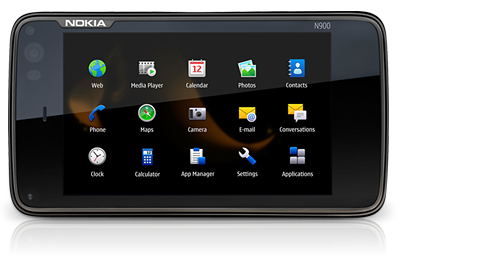 NOKIA
N900
Web Media Player Calendar Photos Contacts
12
Phone Maps Camera E-mail Conversations
Clock Calculator App Manager Settings Applications